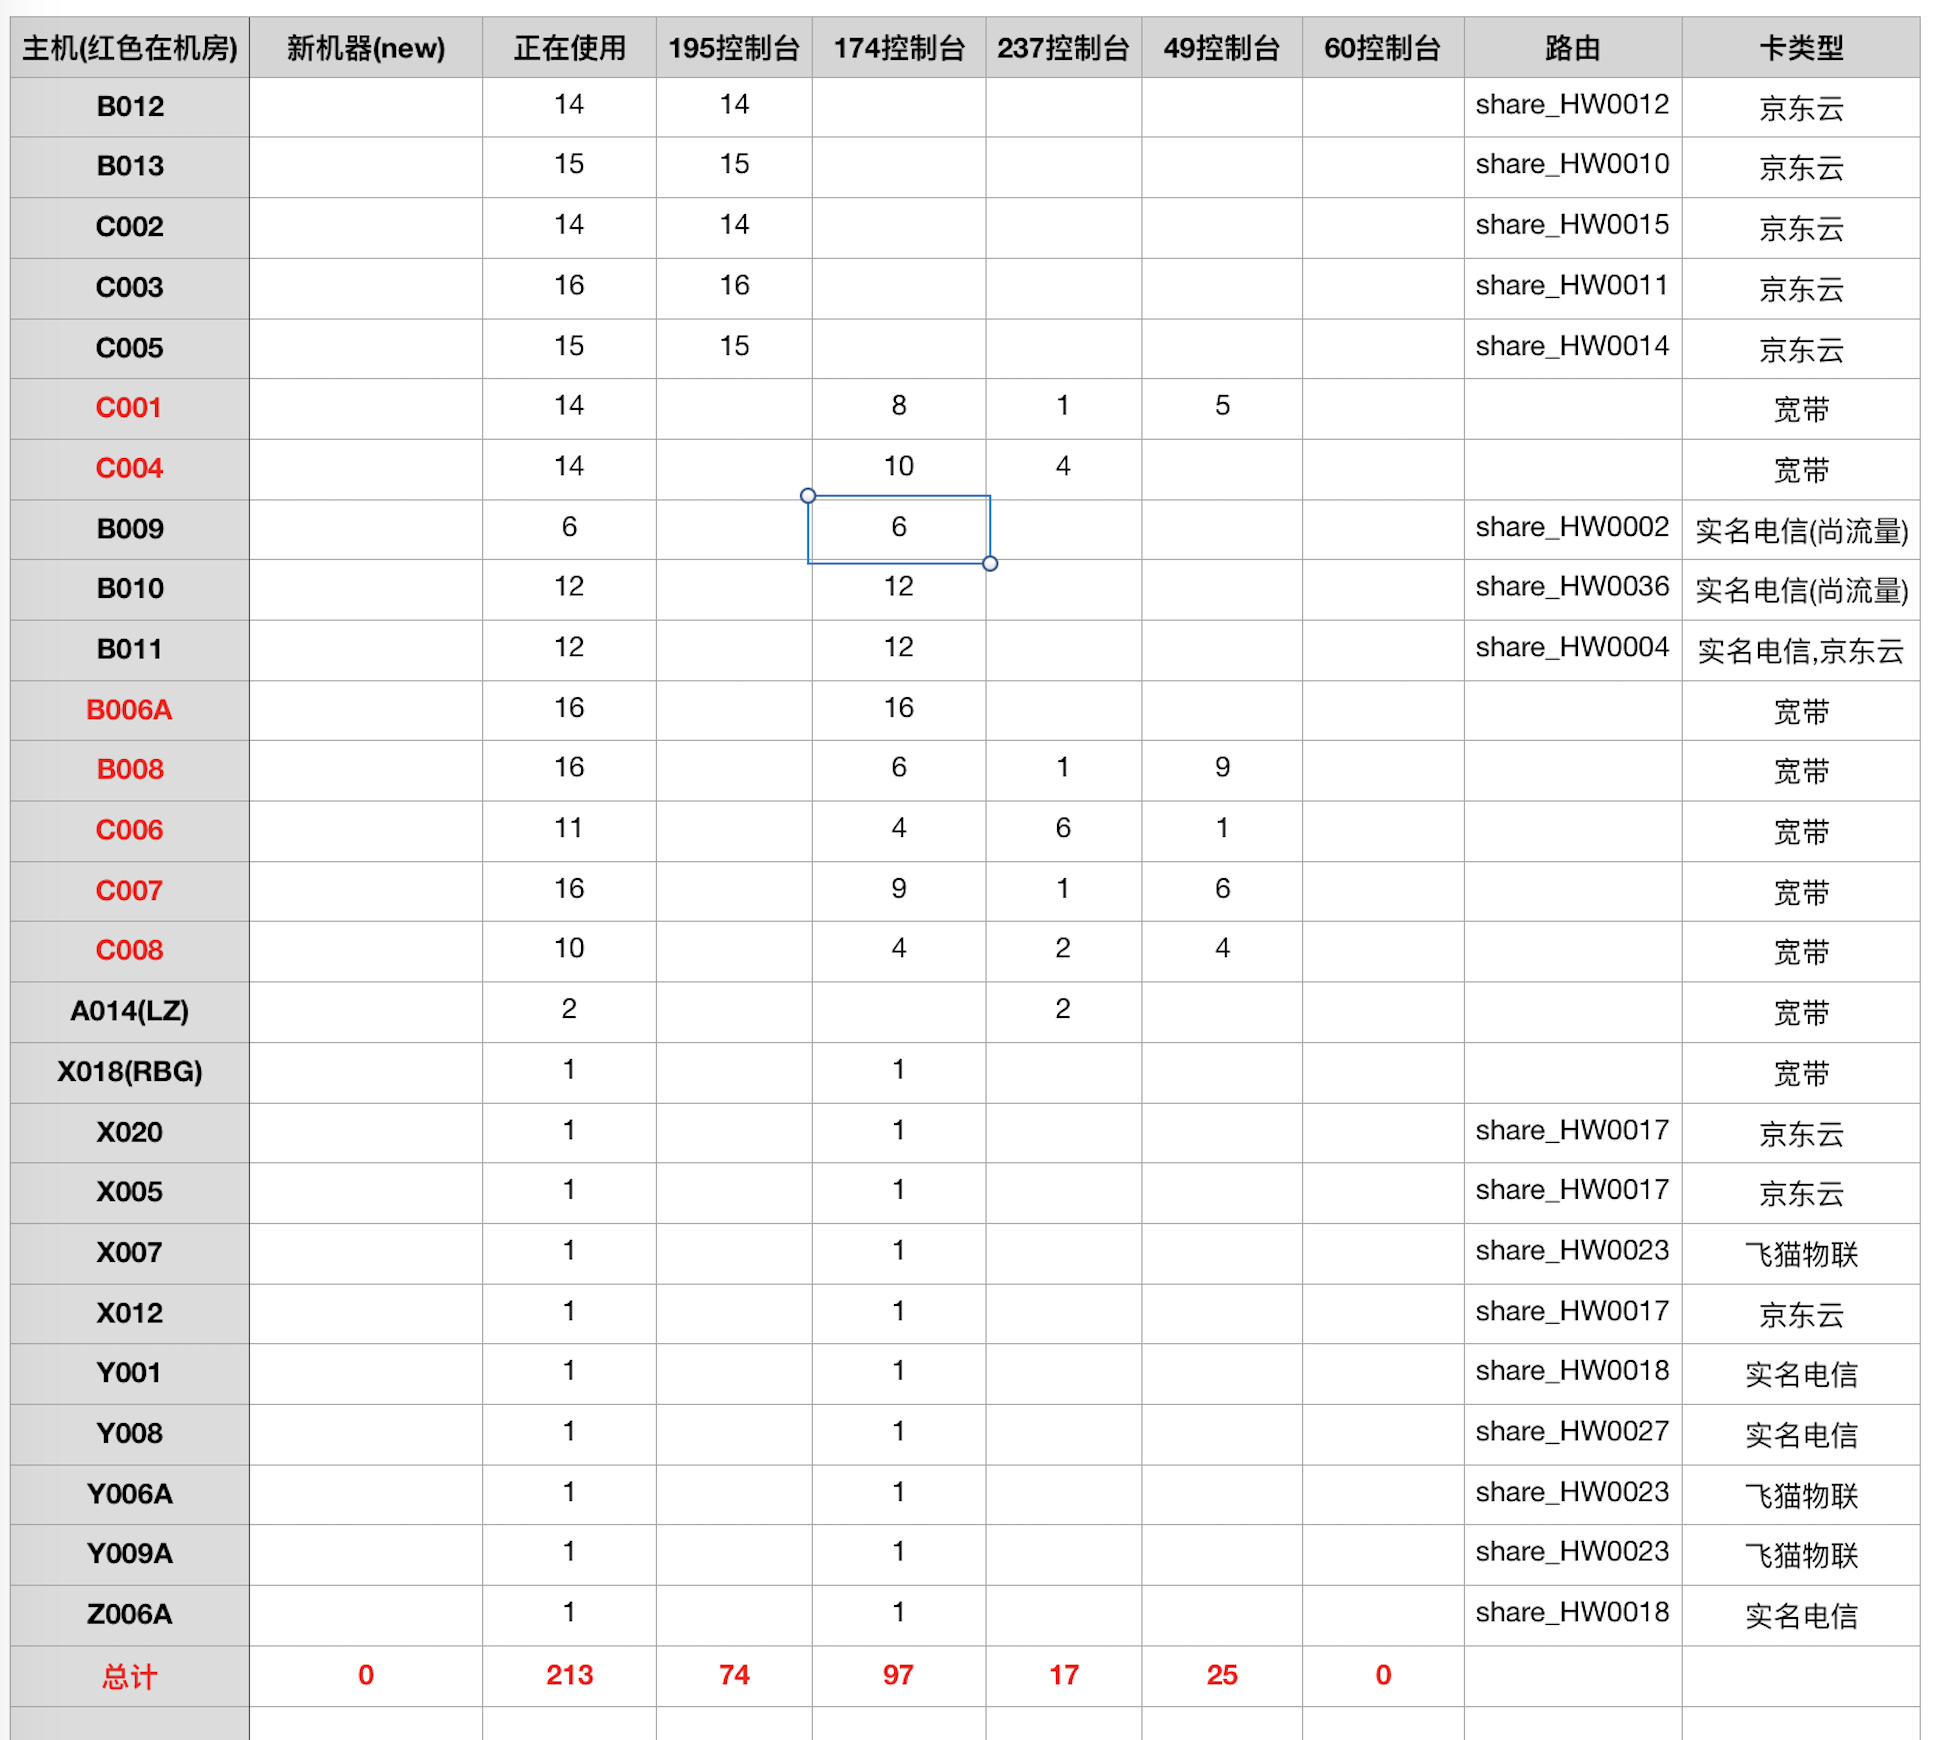 主机(红色在机房) 新机器(new) 正在使用 195控制台 174控制台 237控制台 49控制台 60控制台 路由 卡类型
B012 14 14 share_HW0012 京东云
B013 15 15 share_HW0010 京东云
C002 14 14 share_HW0015 京东云
C003 16 16 share_HW0011 京东云
C005 15 15 share_HW0014 京东云
C001 14 8 1 5 宽带
C004 14 10 4 宽带
B009 6 6 share_HW0002 实名电信(尚流量)
B010 12 12 share_HW0036 实名电信(尚流量)
B011 12 12 share_HW0004 实名电信,京东云
B006A 16 16 宽带
B008 16 6 1 9 宽带
C006 11 4 6 1 宽带
C007 16 9 1 6 宽带
C008 10 4 2 4 宽带
A014(LZ) 2 2 宽带
X018(RBG) 1 1 宽带
X020 1 1 share_HW0017 京东云
X005 1 1 share_HW0017 京东云
X007 1 1 share_HW0023 飞猫物联
X012 1 1 share_HW0017 京东云
Y001 1 1 share_HW0018 实名电信
Y008 1 1 share_HW0027 实名电信
Y006A 1 1 share_HW0023 飞猫物联
Y009A 1 1 share_HW0023 飞猫物联
Z006A 1 1 share_HW0018 实名电信
总计 0 213 74 97 17 25 0